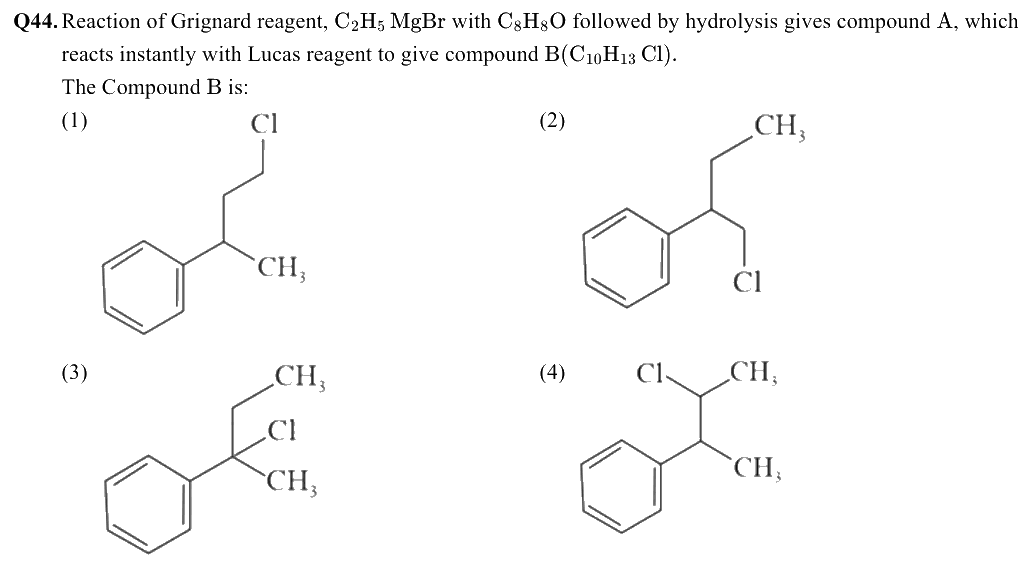 Q44. Reaction of Grignard reagent, C₂H₅ MgBr with C₈H₈O followed by hydrolysis gives compound A, which
reacts instantly with Lucas reagent to give compound B(C₁₀H₁₃ Cl).
The Compound B is:
(1)
Cl
CH₃
(2)
CH₃
Cl
(3)
CH₃
Cl
CH₃
(4)
Cl CH₃
CH₃